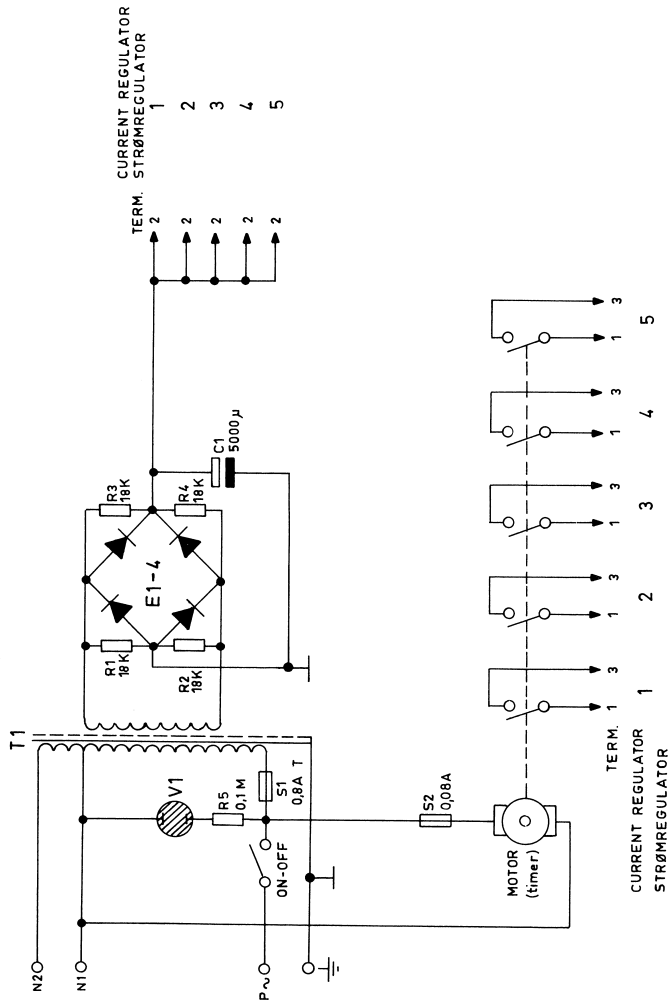 CURRENT REGULATOR
TERM. STRØMREGULATOR
2 1
2 2
2 3
2 4
2 5
T1
R1
18K
R2
18K
R3
18K
R4
18K
E1-4
C1
5000µ
N2
N1
P~
V1
R5
0,1M
S1
0,8A T
ON-OFF
S2
0,08A
MOTOR
(timer)
1 3 1 3 1 3 1 3 1 3
TERM.
1 2 3 4 5
CURRENT REGULATOR
STRØMREGULATOR